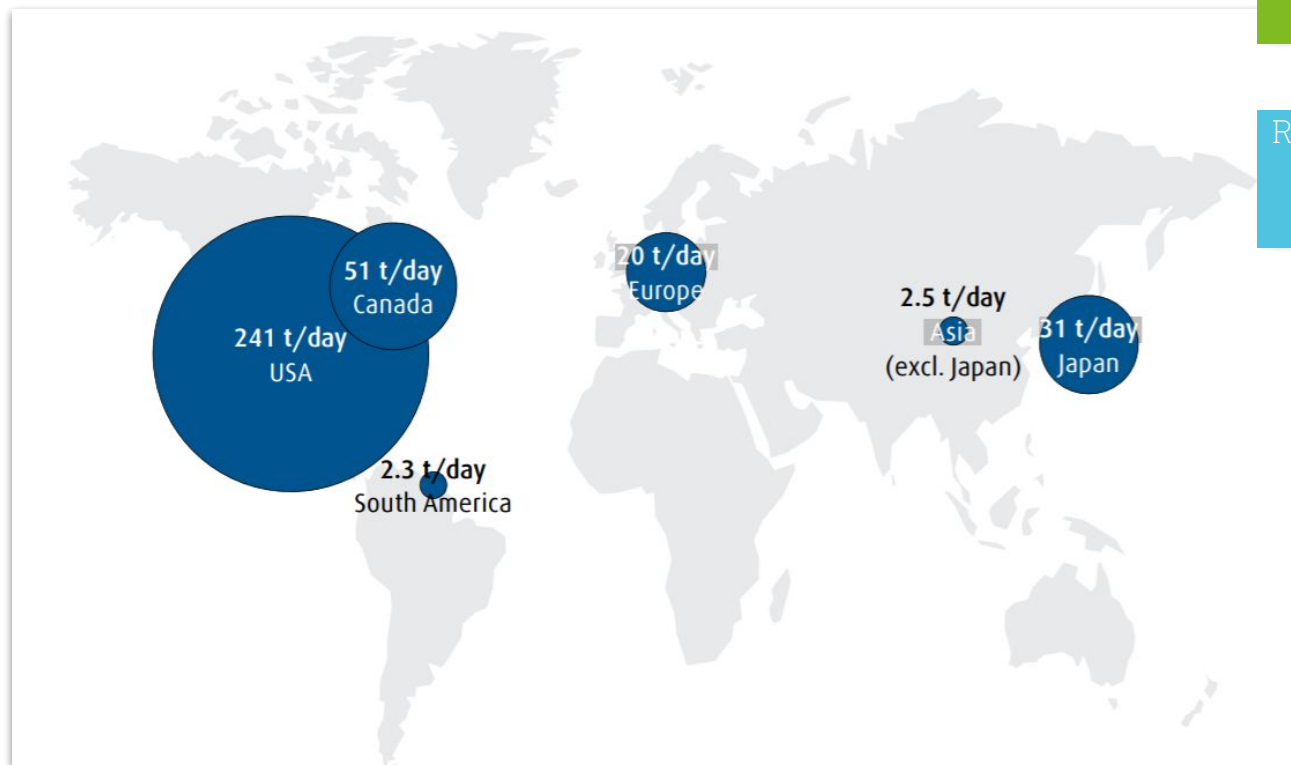 R
51 t/day
Canada
241 t/day
USA
2.3 t/day
South America
20 t/day
Europe
2.5 t/day
Asia
(excl. Japan)
31 t/day
Japan